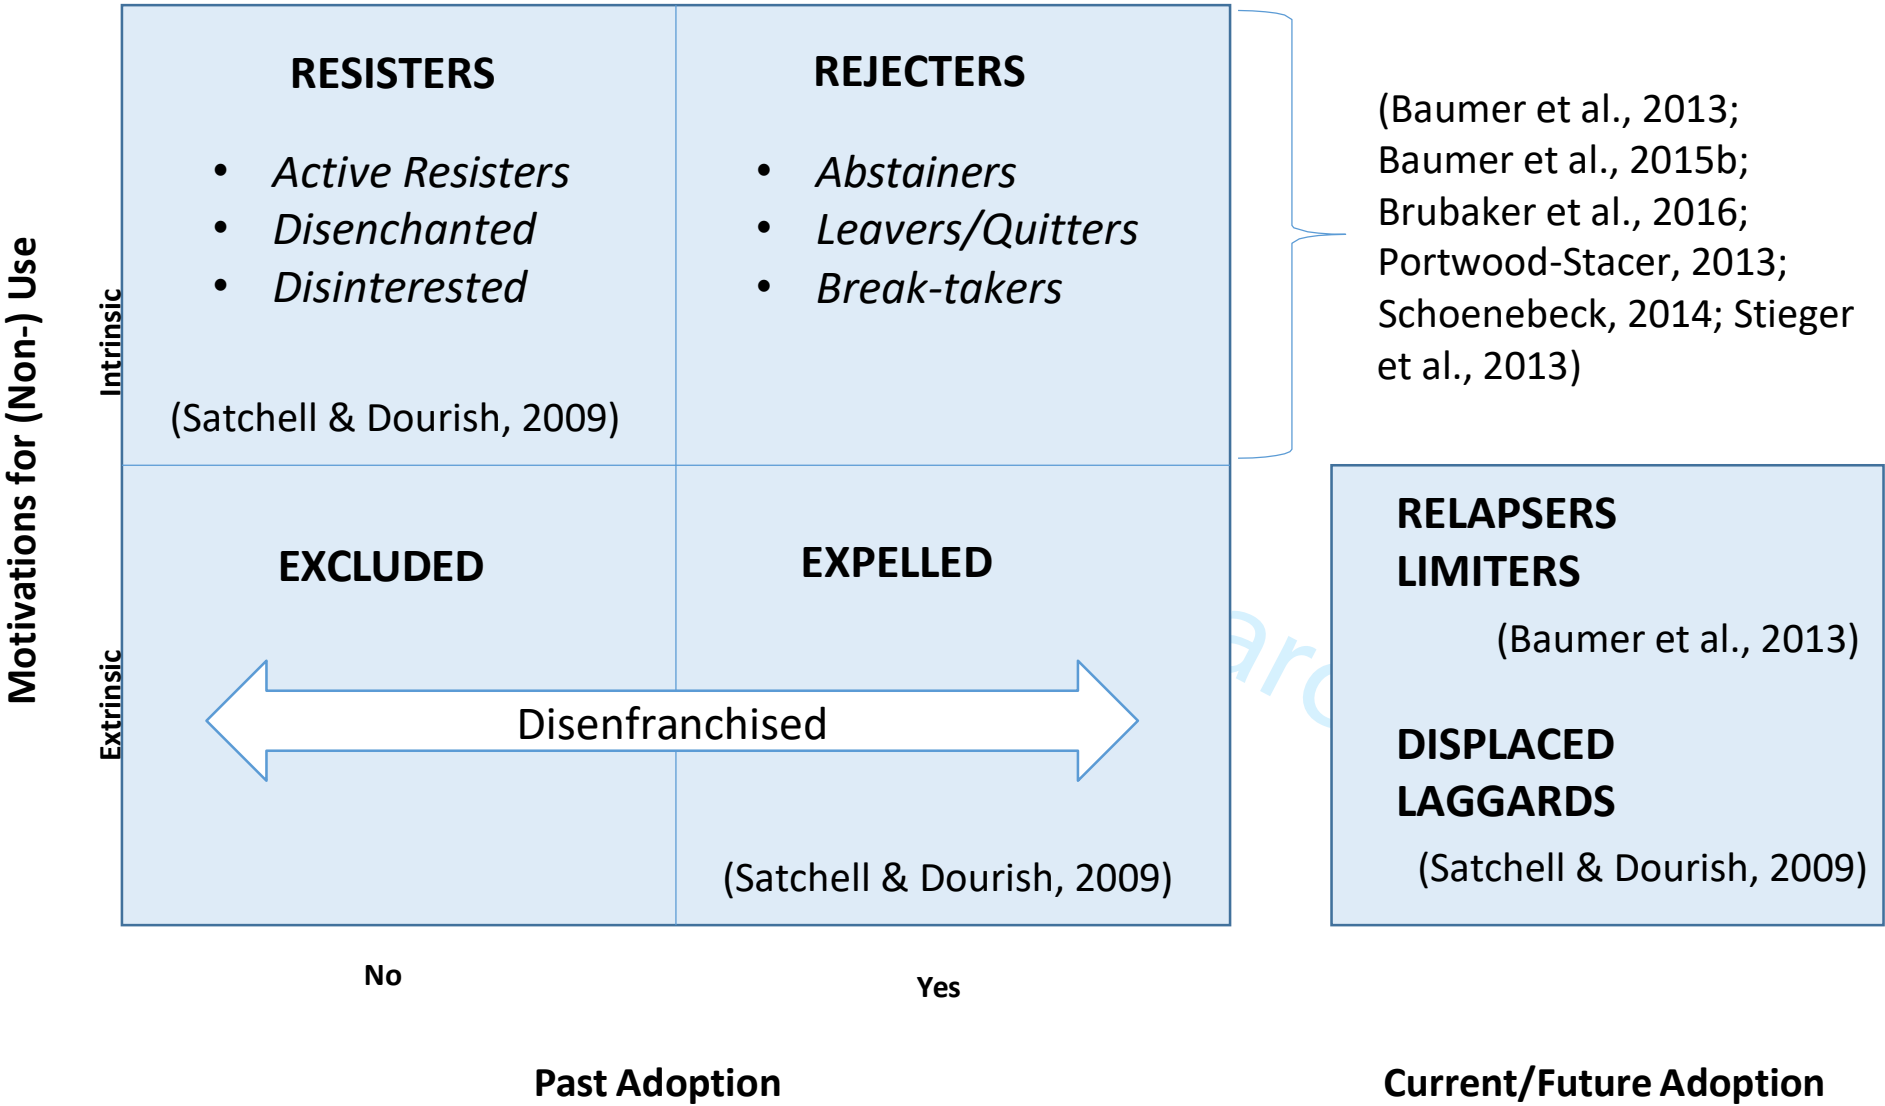 Motivations for (Non-) Use
Intrinsic
Extrinsic
RESISTERS
• Active Resisters
• Disenchanted
• Disinterested
(Satchell & Dourish, 2009)
REJECTERS
• Abstainers
• Leavers/Quitters
• Break-takers
(Baumer et al., 2013;
Baumer et al., 2015b;
Brubaker et al., 2016;
Portwood-Stacer, 2013;
Schoenebeck, 2014; Stieger
et al., 2013)
EXCLUDED
EXPELLED
Disenfranchised
(Satchell & Dourish, 2009)
RELAPSERS
LIMITERS
(Baumer et al., 2013)
DISPLACED
LAGGARDS
(Satchell & Dourish, 2009)
No
Yes
Past Adoption
Current/Future Adoption